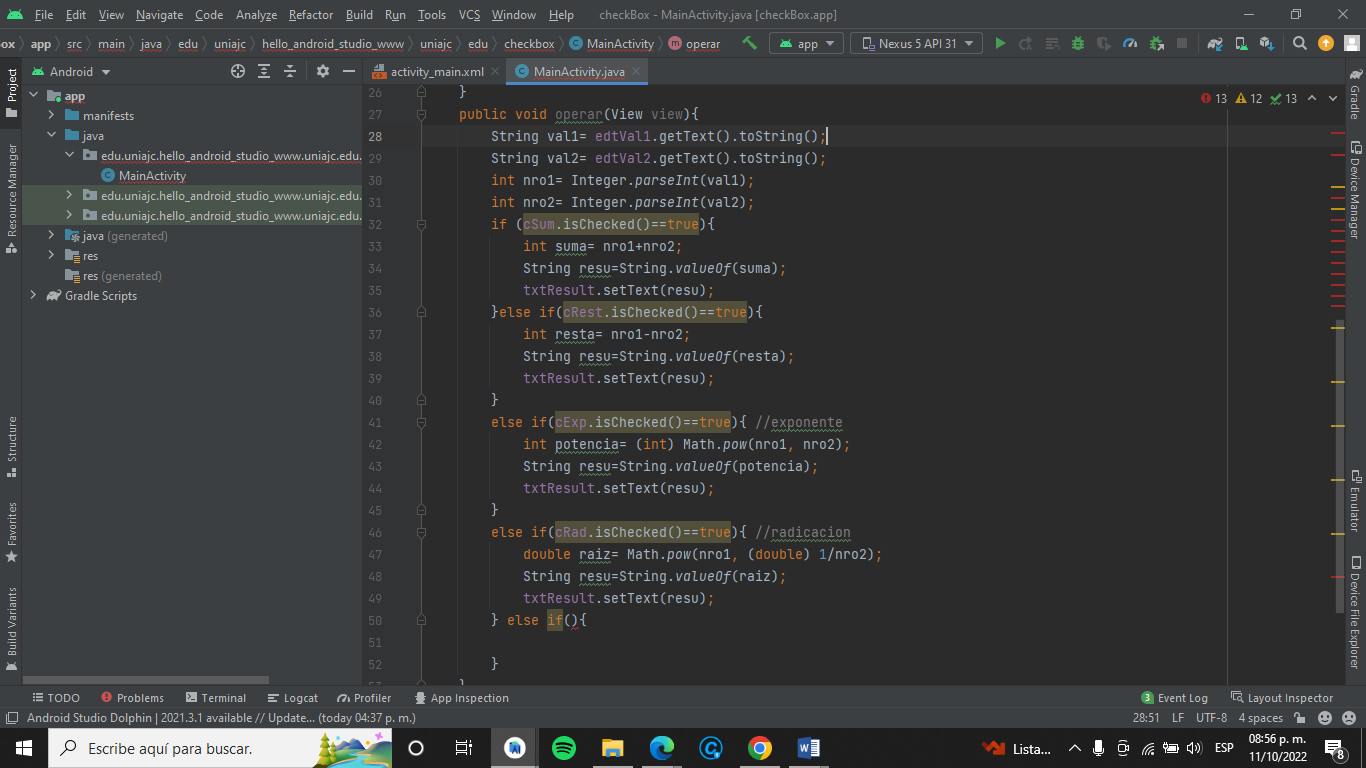 File Edit View Navigate Code Analyze Refactor Build Run Tools VCS Window Help checkBox - MainActivity.java [checkBox.app]
ox app src main java edu uniajc hello_android_studio_www uniajc edu checkbox MainActivity operar app Nexus 5 API 31
Android
activity_main.xml MainActivity.java
Project
Resource Manager
Structure
Favorites
Build Variants
app
manifests
java
edu.uniajc.hello_android_studio_www.uniajc.edu.
MainActivity
edu.uniajc.hello_android_studio_www.uniajc.edu.
edu.uniajc.hello_android_studio_www.uniajc.edu.
java (generated)
res
res (generated)
Gradle Scripts
13 12 13
26 }
27 public void operar(View view){
28 String val1= edtVal1.getText().toString();
29 String val2= edtVal2.getText().toString();
30 int nro1= Integer.parseInt(val1);
31 int nro2= Integer.parseInt(val2);
32 if (cSum.isChecked()==true){
33 int suma= nro1+nro2;
34 String resu=String.valueOf(suma);
35 txtResult.setText(resu);
36 }else if(cRest.isChecked()==true){
37 int resta= nro1-nro2;
38 String resu=String.valueOf(resta);
39 txtResult.setText(resu);
40 }
41 else if(cExp.isChecked()==true){ //exponente
42 int potencia= (int) Math.pow(nro1, nro2);
43 String resu=String.valueOf(potencia);
44 txtResult.setText(resu);
45 }
46 else if(cRad.isChecked()==true){ //radicacion
47 double raiz= Math.pow(nro1, (double) 1/nro2);
48 String resu=String.valueOf(raiz);
49 txtResult.setText(resu);
50 } else if(){
51
52 }
53 }
Gradle
Device Manager
Emulator
Device File Explorer
TODO Problems Terminal Logcat Profiler App Inspection 3 Event Log Layout Inspector
Android Studio Dolphin | 2021.3.1 available // Update... (today 04:37 p. m.) 28:51 LF UTF-8 4 spaces
Escribe aquí para buscar. Lista... ESP 08:56 p. m.
11/10/2022 8